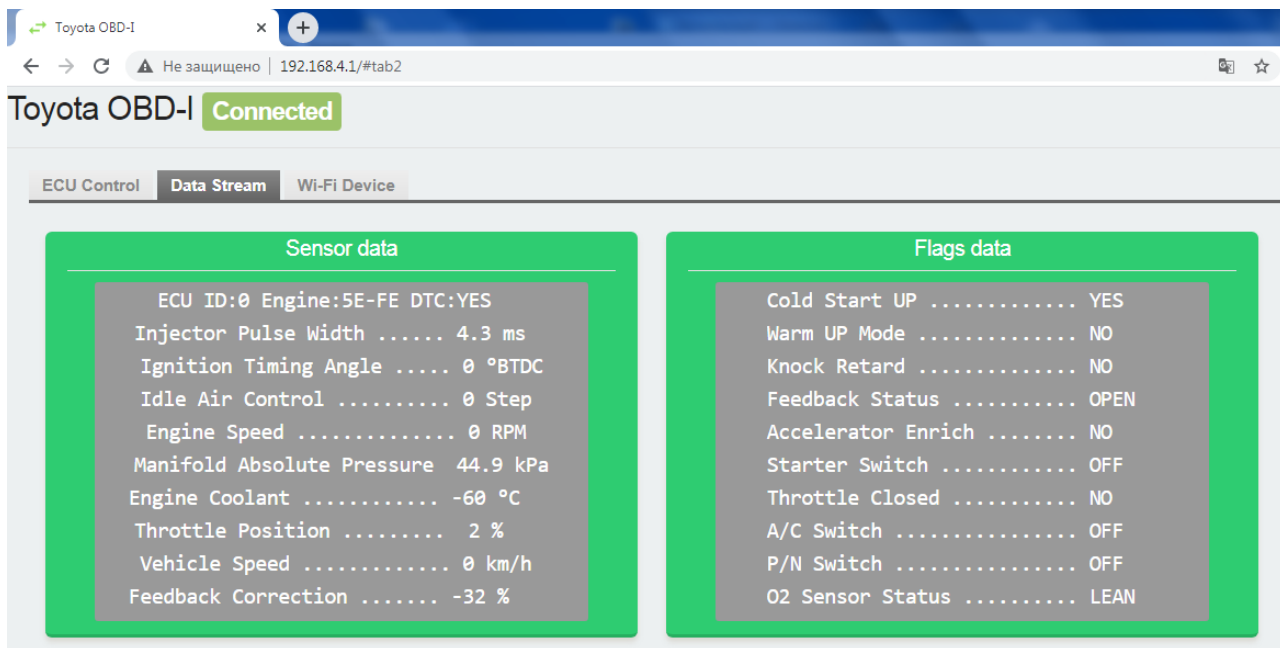 Toyota OBD-I
Не защищено | 192.168.4.1/#tab2
Toyota OBD-I Connected
ECU Control Data Stream Wi-Fi Device
Sensor data
ECU ID:0 Engine:5E-FE DTC:YES
Injector Pulse Width ...... 4.3 ms
Ignition Timing Angle ..... 0 °BTDC
Idle Air Control .......... 0 Step
Engine Speed .............. 0 RPM
Manifold Absolute Pressure 44.9 kPa
Engine Coolant ............ -60 °C
Throttle Position ......... 2 %
Vehicle Speed ............. 0 km/h
Feedback Correction ....... -32 %
Flags data
Cold Start UP ............. YES
Warm UP Mode .............. NO
Knock Retard .............. NO
Feedback Status ........... OPEN
Accelerator Enrich ........ NO
Starter Switch ............ OFF
Throttle Closed ........... NO
A/C Switch ................ OFF
P/N Switch ................ OFF
O2 Sensor Status .......... LEAN